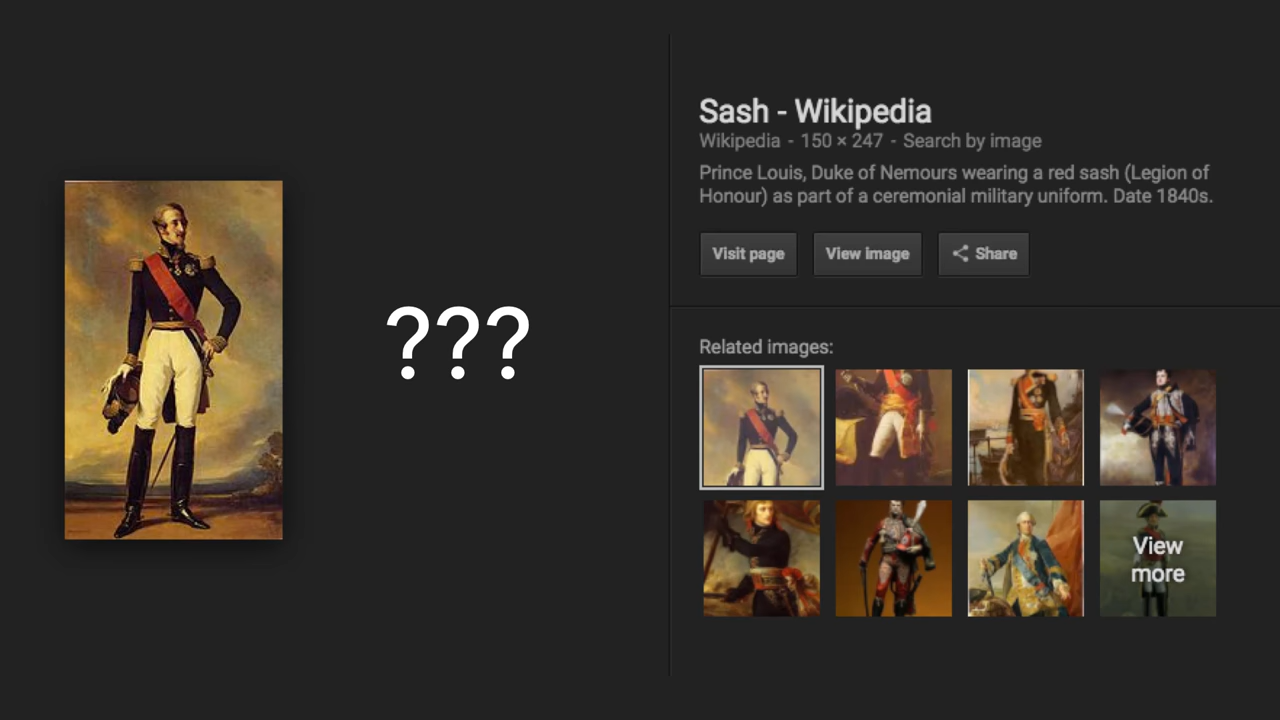 ???
Sash - Wikipedia
Wikipedia - 150 × 247 - Search by image
Prince Louis, Duke of Nemours wearing a red sash (Legion of
Honour) as part of a ceremonial military uniform. Date 1840s.
Visit page
View image
Share
Related images:
View
more